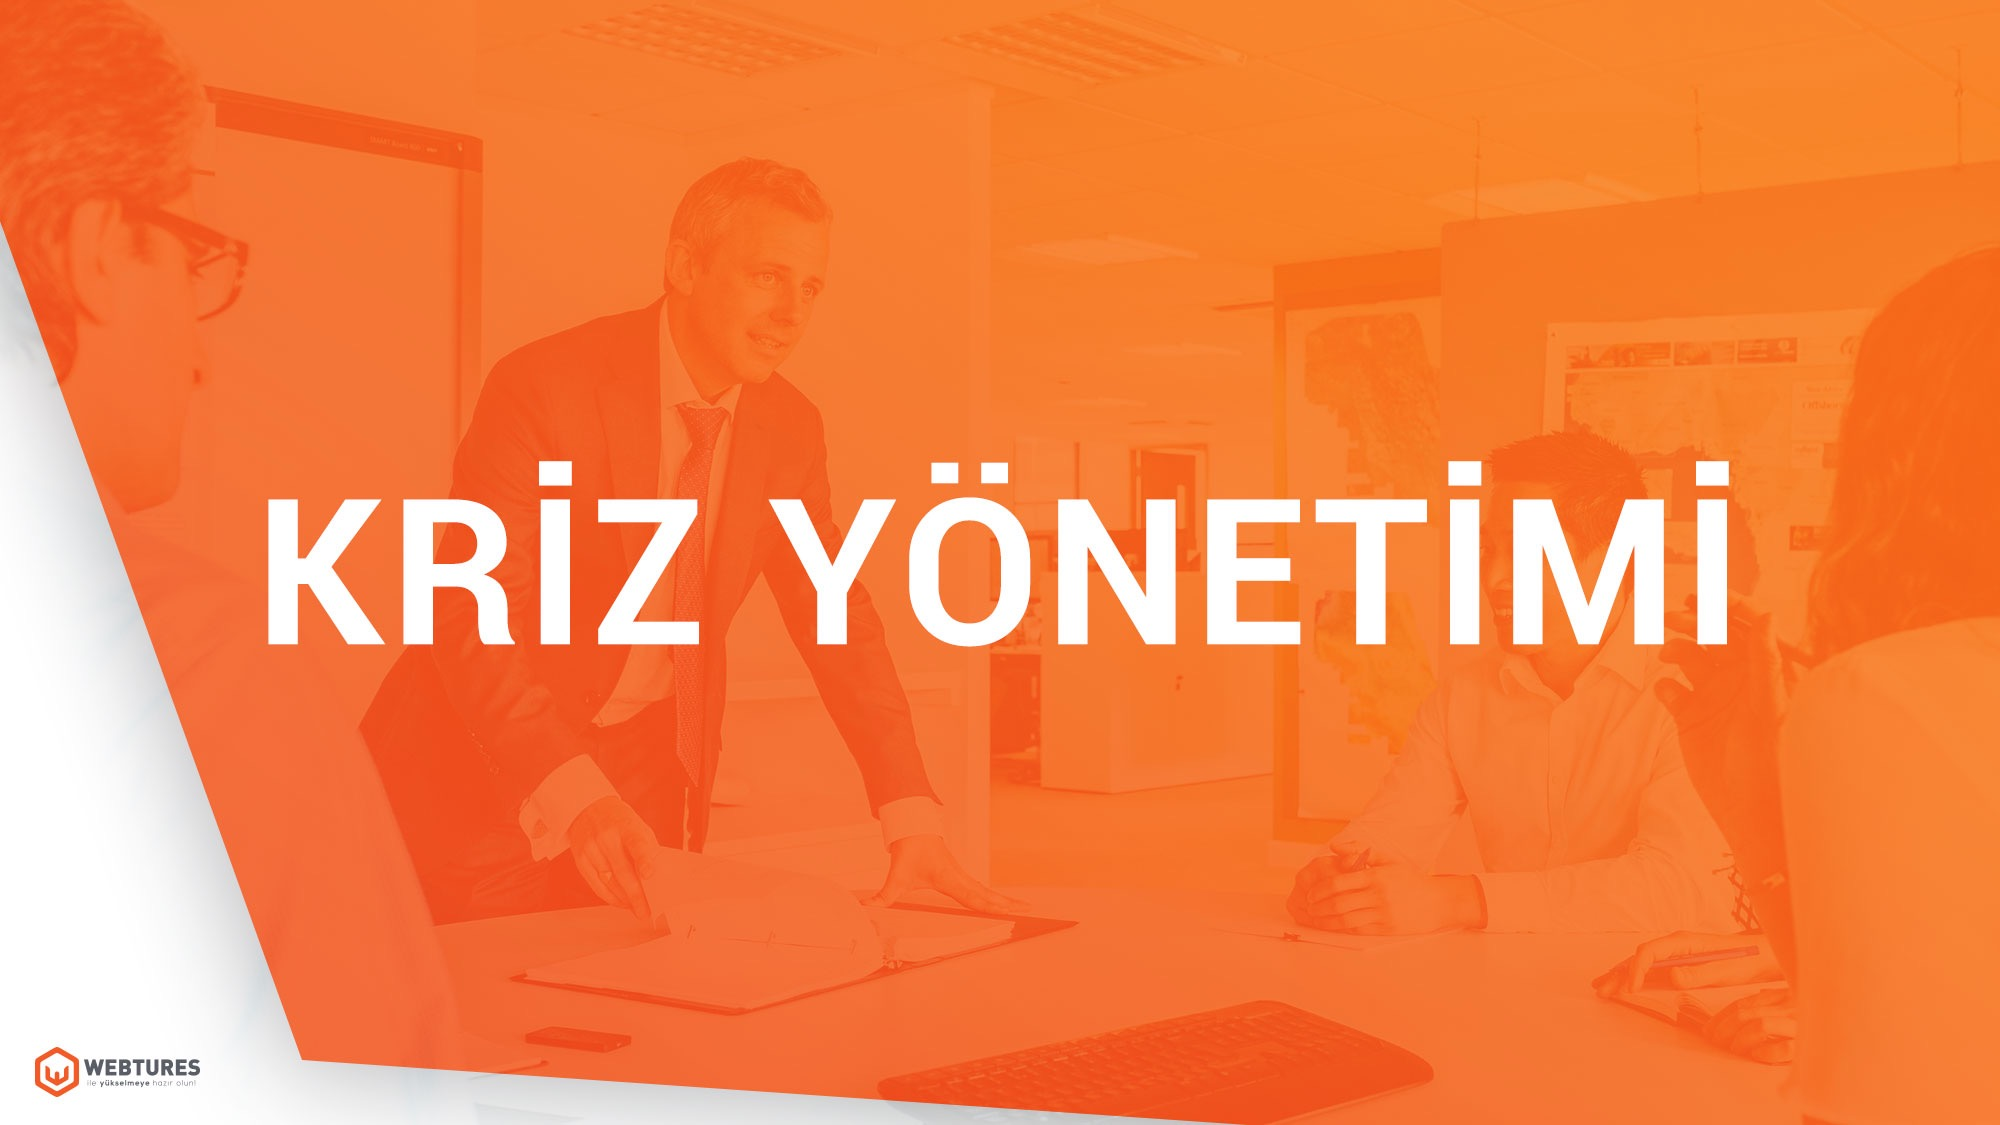 KRİZ YÖNETİMİ
WEBTURES
ile yükselmeye hazır olun!